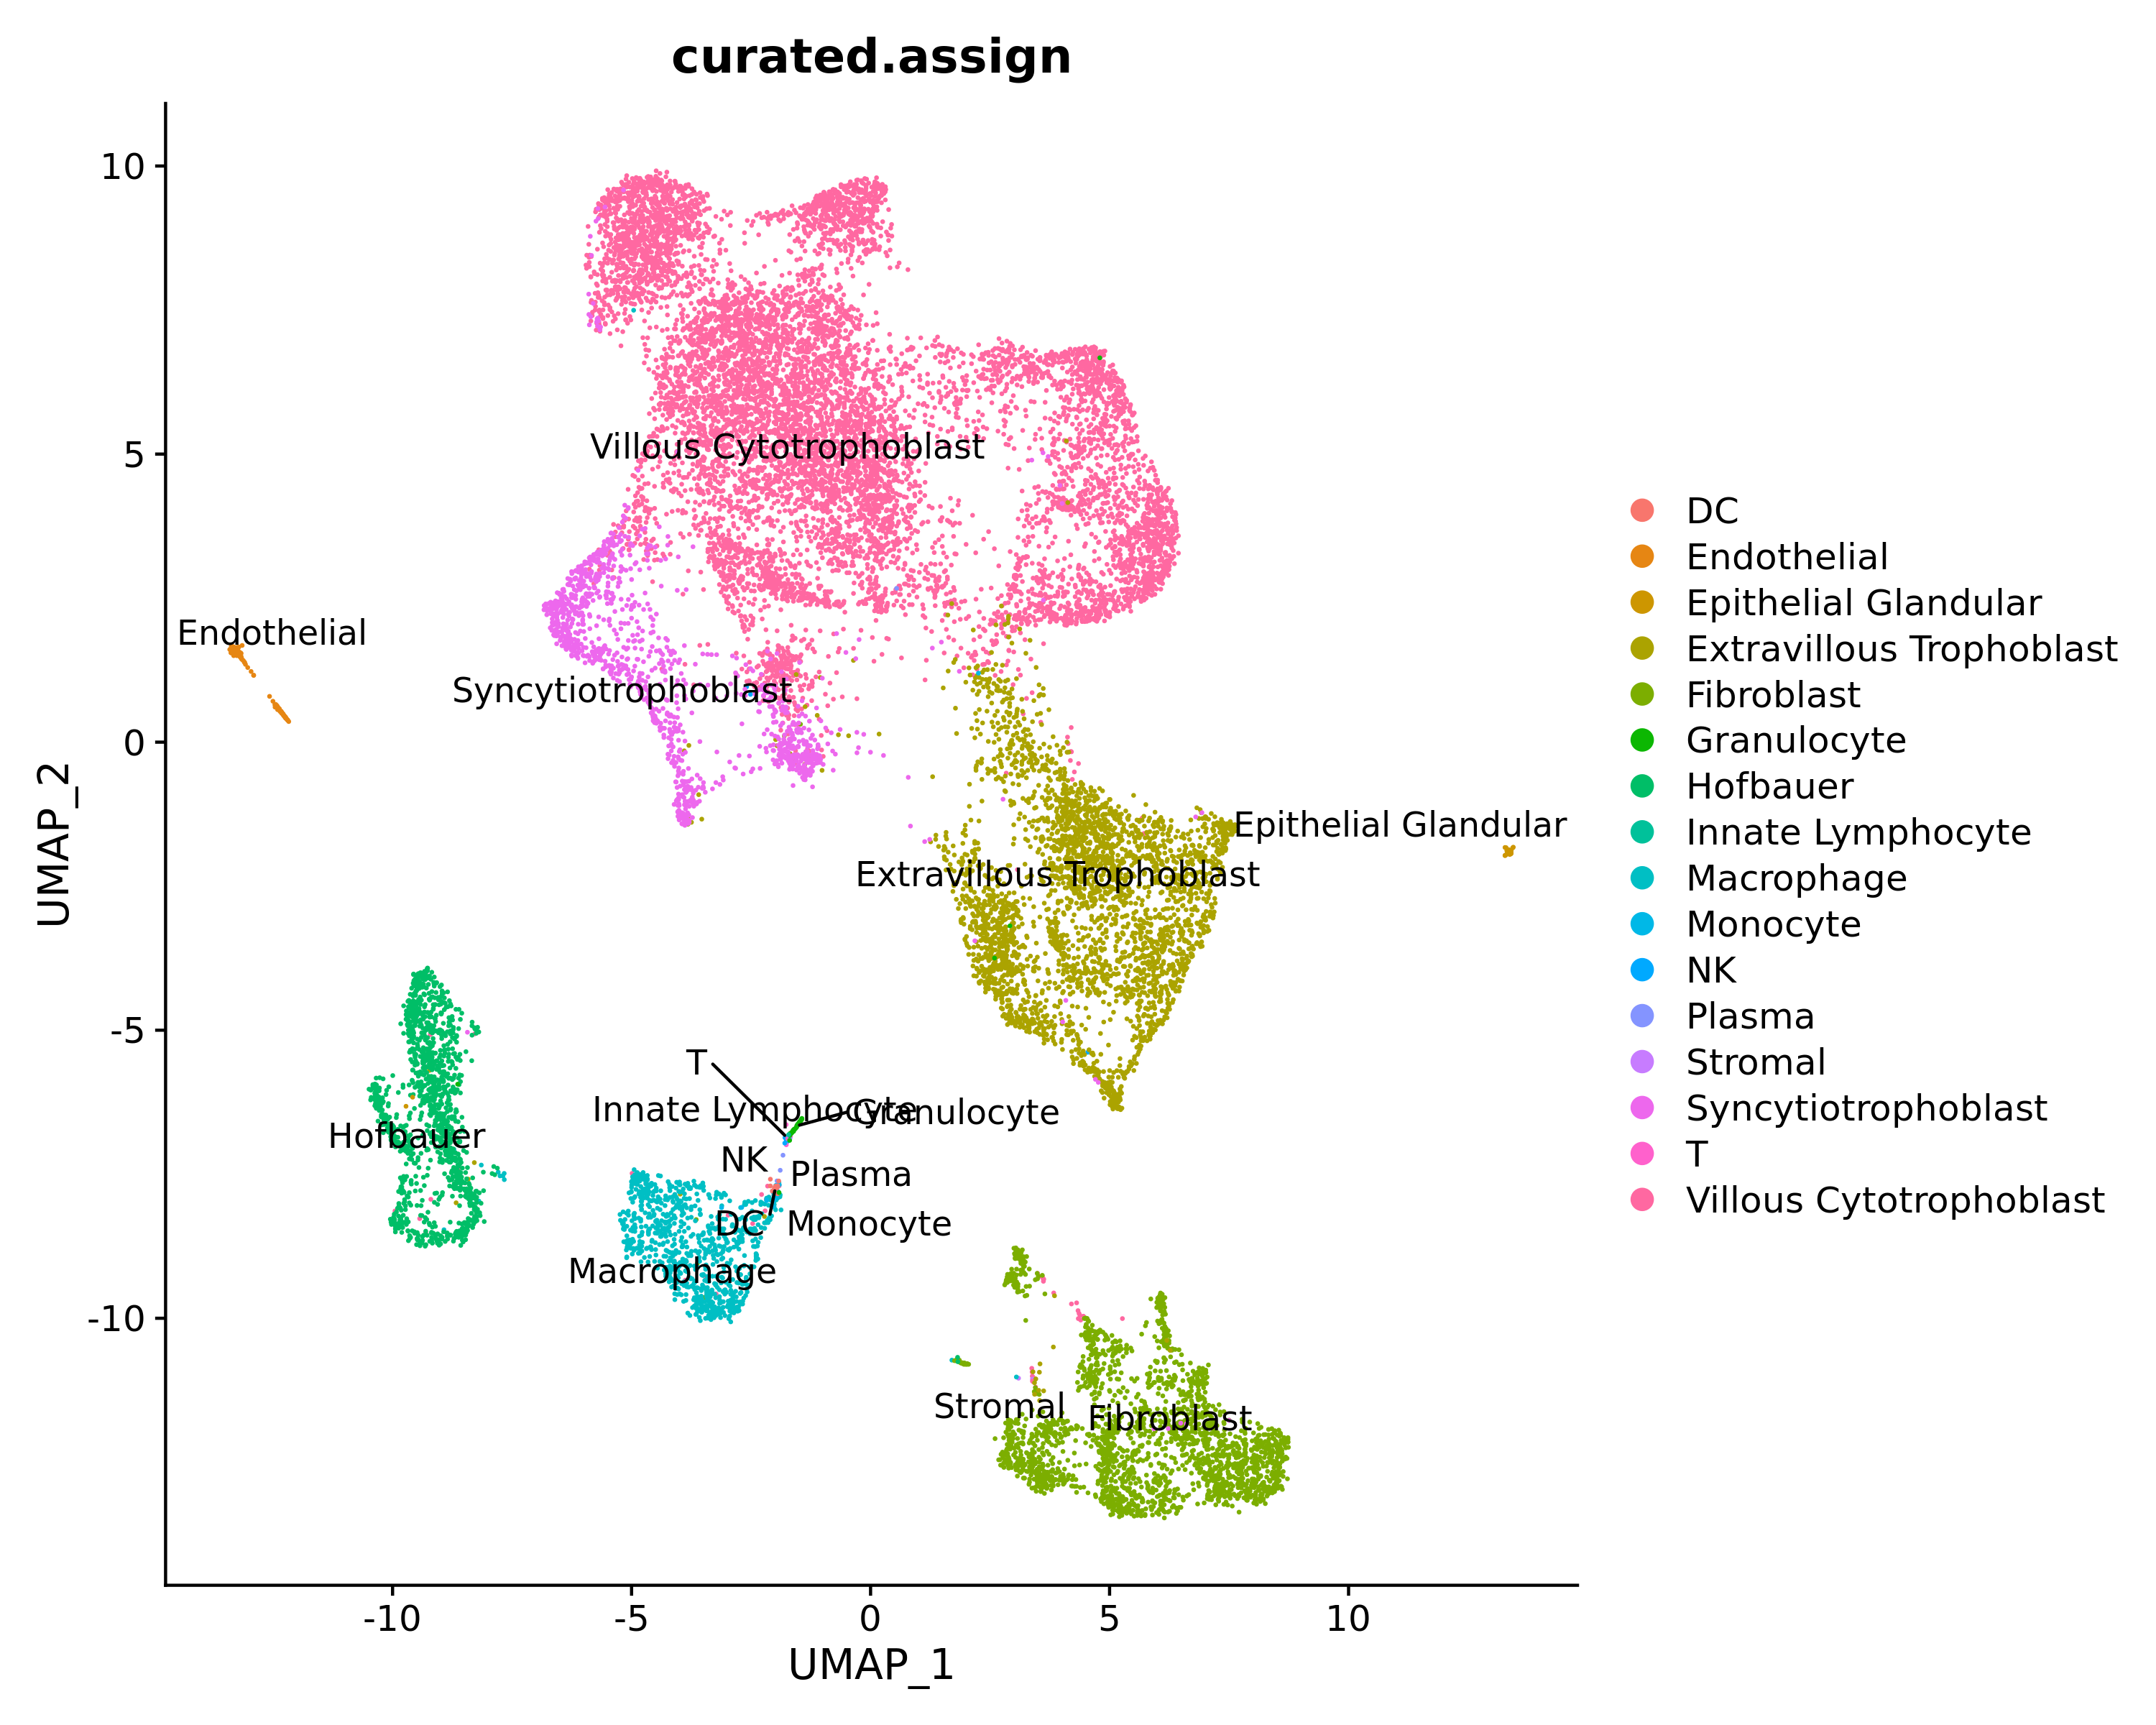 curated.assign
10
5
0
-5
-10
UMAP_2
Villous Cytotrophoblast
Endothelial
Syncytiotrophoblast
Epithelial Glandular
Extravillous Trophoblast
T
Innate Lymphocyte
Granulocyte
Hofbauer
NK
Plasma
DC
Monocyte
Macrophage
Stromal
Fibroblast
-10
-5
0
5
10
UMAP_1
DC
Endothelial
Epithelial Glandular
Extravillous Trophoblast
Fibroblast
Granulocyte
Hofbauer
Innate Lymphocyte
Macrophage
Monocyte
NK
Plasma
Stromal
Syncytiotrophoblast
T
Villous Cytotrophoblast